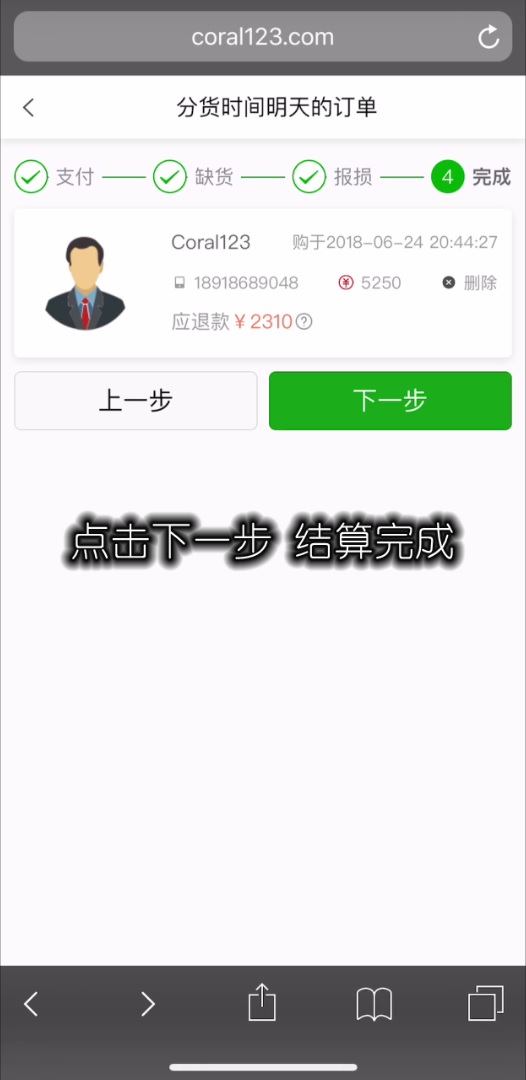 coral123.com
分货时间明天的订单
支付 缺货 报损 4 完成
Coral123 购于2018-06-24 20:44:27
18918689048 ¥ 5250 删除
应退款¥2310?
上一步 下一步
点击下一步 结算完成